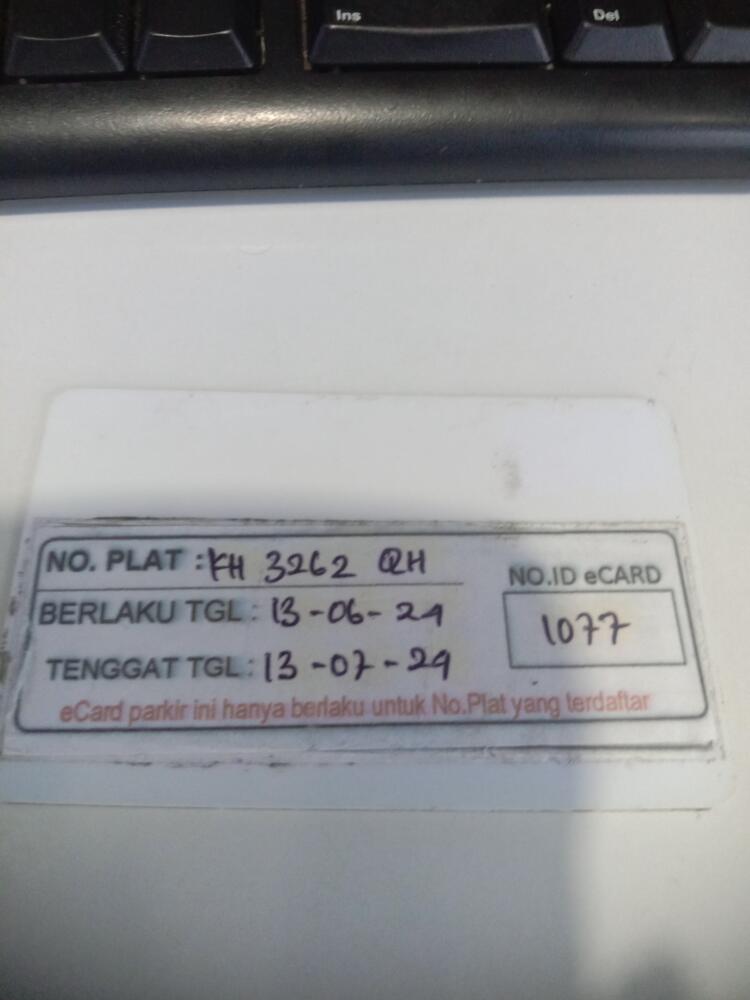 Ins
Del
NO. PLAT : KH 3262 QH
BERLAKU TGL : 13-06-24
TENGGAT TGL : 13-07-24
NO.ID eCARD
1077
eCard parkir ini hanya berlaku untuk No.Plat yang terdaftar